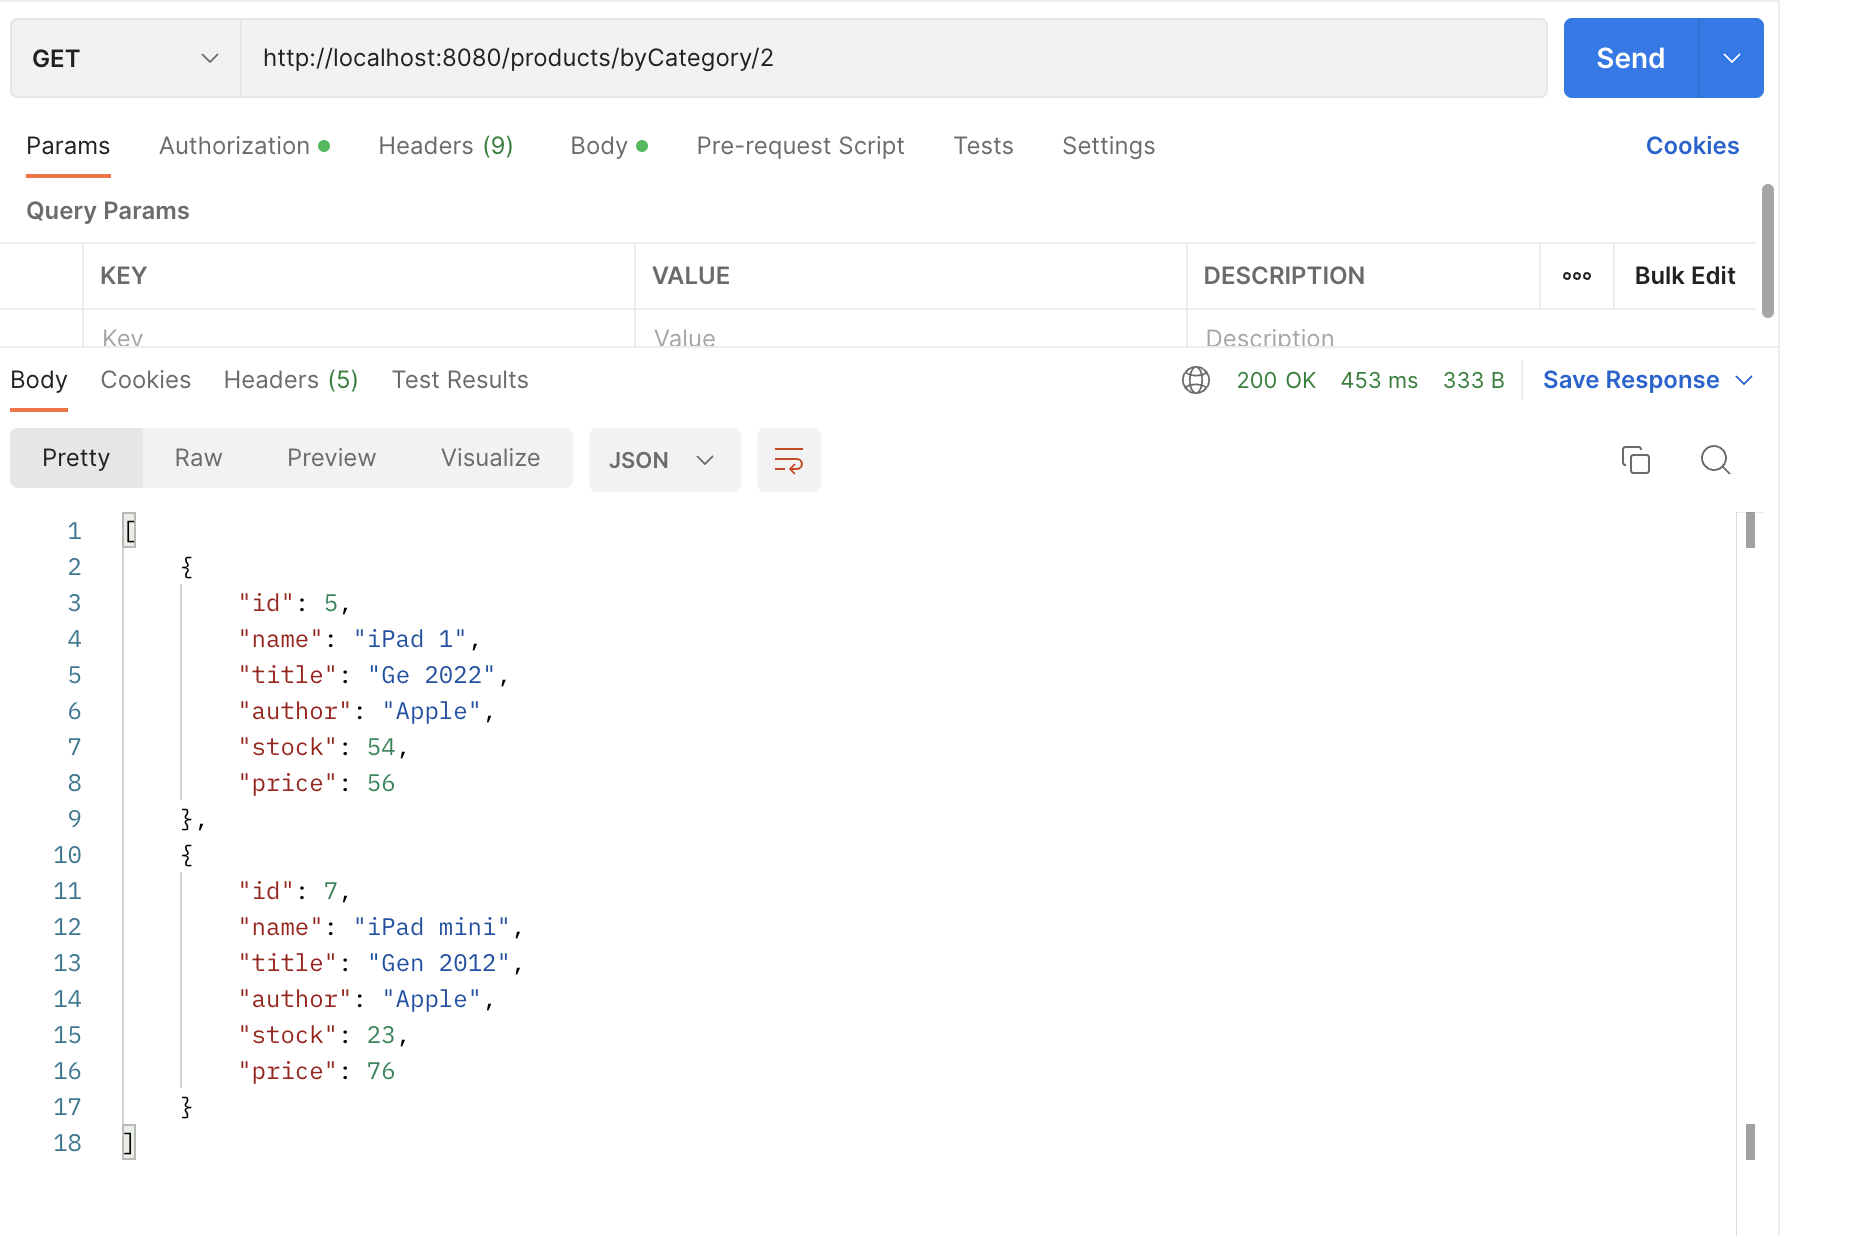 GET http://localhost:8080/products/byCategory/2 Send
Params Authorization Headers (9) Body Pre-request Script Tests Settings Cookies
Query Params
KEY VALUE DESCRIPTION ooo Bulk Edit
Key Value Description
Body Cookies Headers (5) Test Results 200 OK 453 ms 333 B Save Response
Pretty Raw Preview Visualize JSON
1 [
2 {
3 "id": 5,
4 "name": "iPad 1",
5 "title": "Ge 2022",
6 "author": "Apple",
7 "stock": 54,
8 "price": 56
9 },
10 {
11 "id": 7,
12 "name": "iPad mini",
13 "title": "Gen 2012",
14 "author": "Apple",
15 "stock": 23,
16 "price": 76
17 }
18 ]